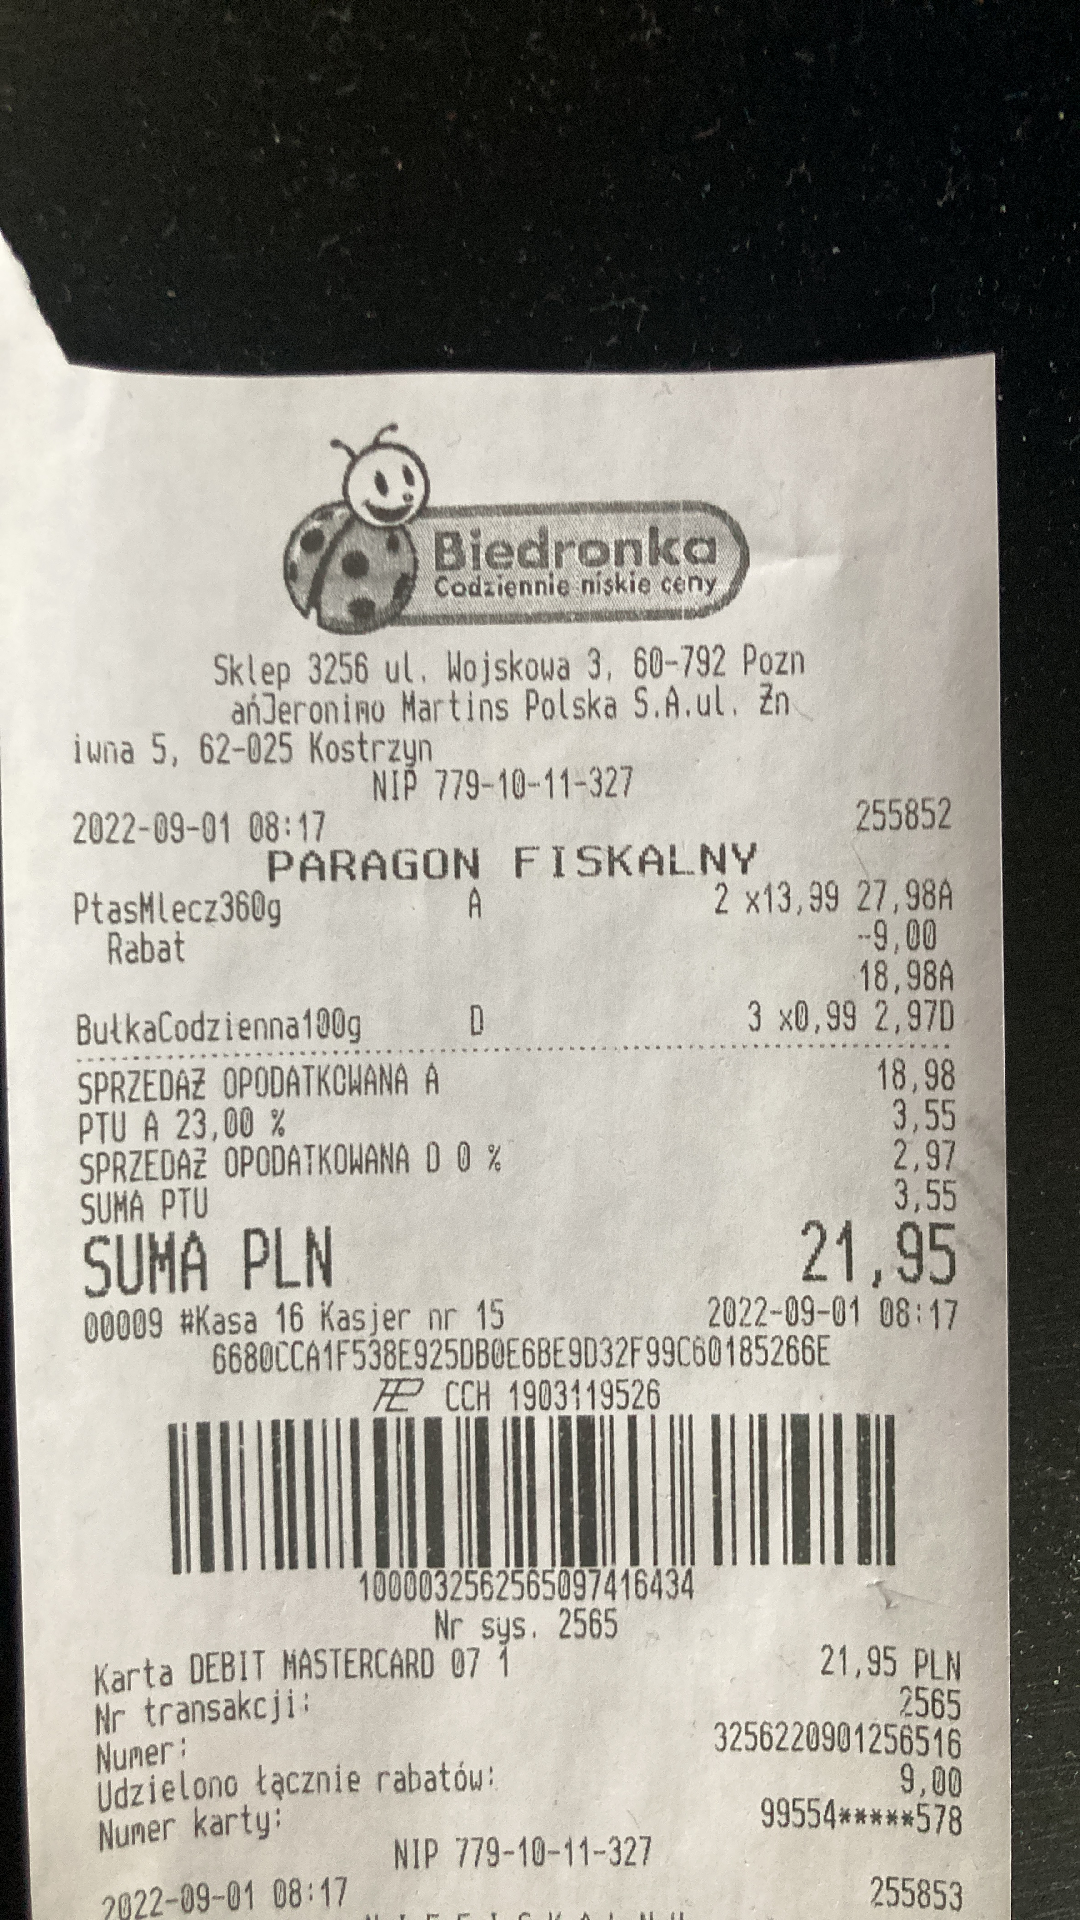 Biedronka
Codziennie niskie ceny
Sklep 3256 ul. Wojskowa 3, 60-792 Pozn
ańJeronimo Martins Polska S.A.ul. Żn
iwna 5, 62-025 Kostrzyn
NIP 779-10-11-327
2022-09-01 08:17 255852
PARAGON FISKALNY
PtasMlecz360g A 2 x13,99 27,98A
Rabat -9,00
18,98A
BułkaCodzienna100g D 3 x0,99 2,97D
SPRZEDAŻ OPODATKOWANA A 18,98
PTU A 23,00 % 3,55
SPRZEDAŻ OPODATKOWANA D 0 % 2,97
SUMA PTU 3,55
SUMA PLN 21,95
00009 #Kasa 16 Kasjer nr 15 2022-09-01 08:17
6680CCA1F538E925DB0E6BE9D32F99C60185266E
CCH 1903119526
1000032562565097416434
Nr sys. 2565
Karta DEBIT MASTERCARD 07 1 21,95 PLN
Nr transakcji: 2565
Numer: 3256220901256516
Udzielono łącznie rabatów: 9,00
Numer karty: 99554*****578
NIP 779-10-11-327
2022-09-01 08:17 255853